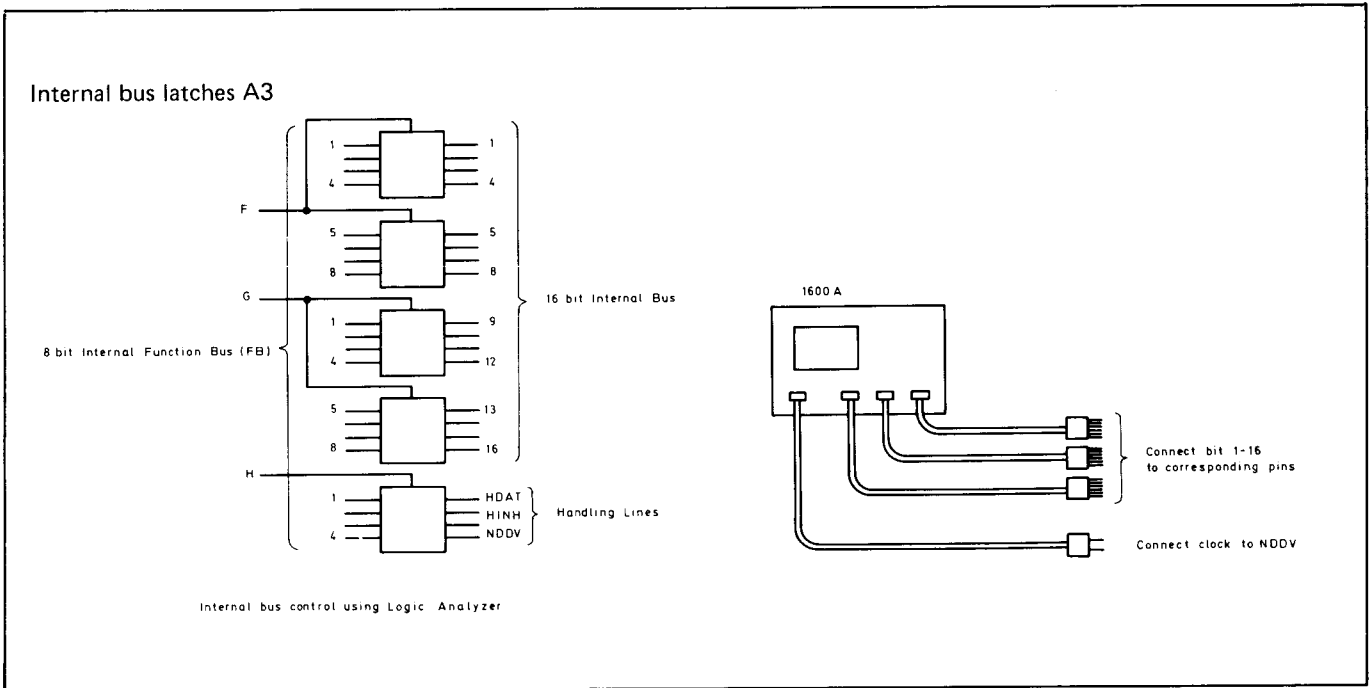 Internal bus latches A3
1
4
1
4
F
5
8
5
8
G
1
4
9
12
16 bit Internal Bus
8 bit Internal Function Bus (FB)
5
8
13
16
H
1
4
HDAT
HINH
NDDV
Handling Lines
Internal bus control using Logic Analyzer
1600 A
Connect bit 1-16
to corresponding pins
Connect clock to NDDV